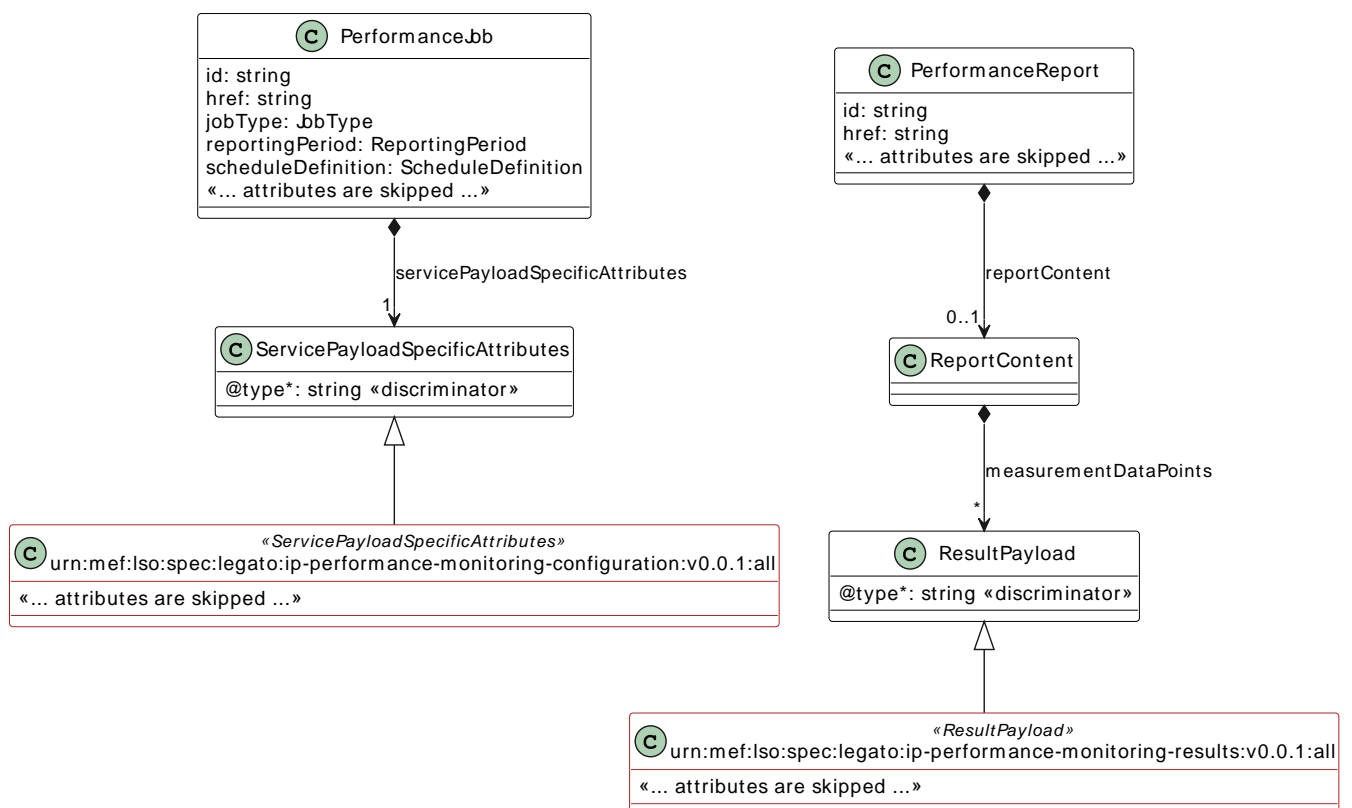 C PerformanceJob
id: string
href: string
jobType: JobType
reportingPeriod: ReportingPeriod
scheduleDefinition: ScheduleDefinition
«... attributes are skipped ...»
servicePayloadSpecificAttributes
1
C ServicePayloadSpecificAttributes
@type*: string «discriminator»
«ServicePayloadSpecificAttributes»
C urn:mef:lso:spec:legato:ip-performance-monitoring-configuration:v0.0.1:all
«... attributes are skipped ...»
C PerformanceReport
id: string
href: string
«... attributes are skipped ...»
reportContent
0..1
C ReportContent
measurementDataPoints
*
C ResultPayload
@type*: string «discriminator»
«ResultPayload»
C urn:mef:lso:spec:legato:ip-performance-monitoring-results:v0.0.1:all
«... attributes are skipped ...»